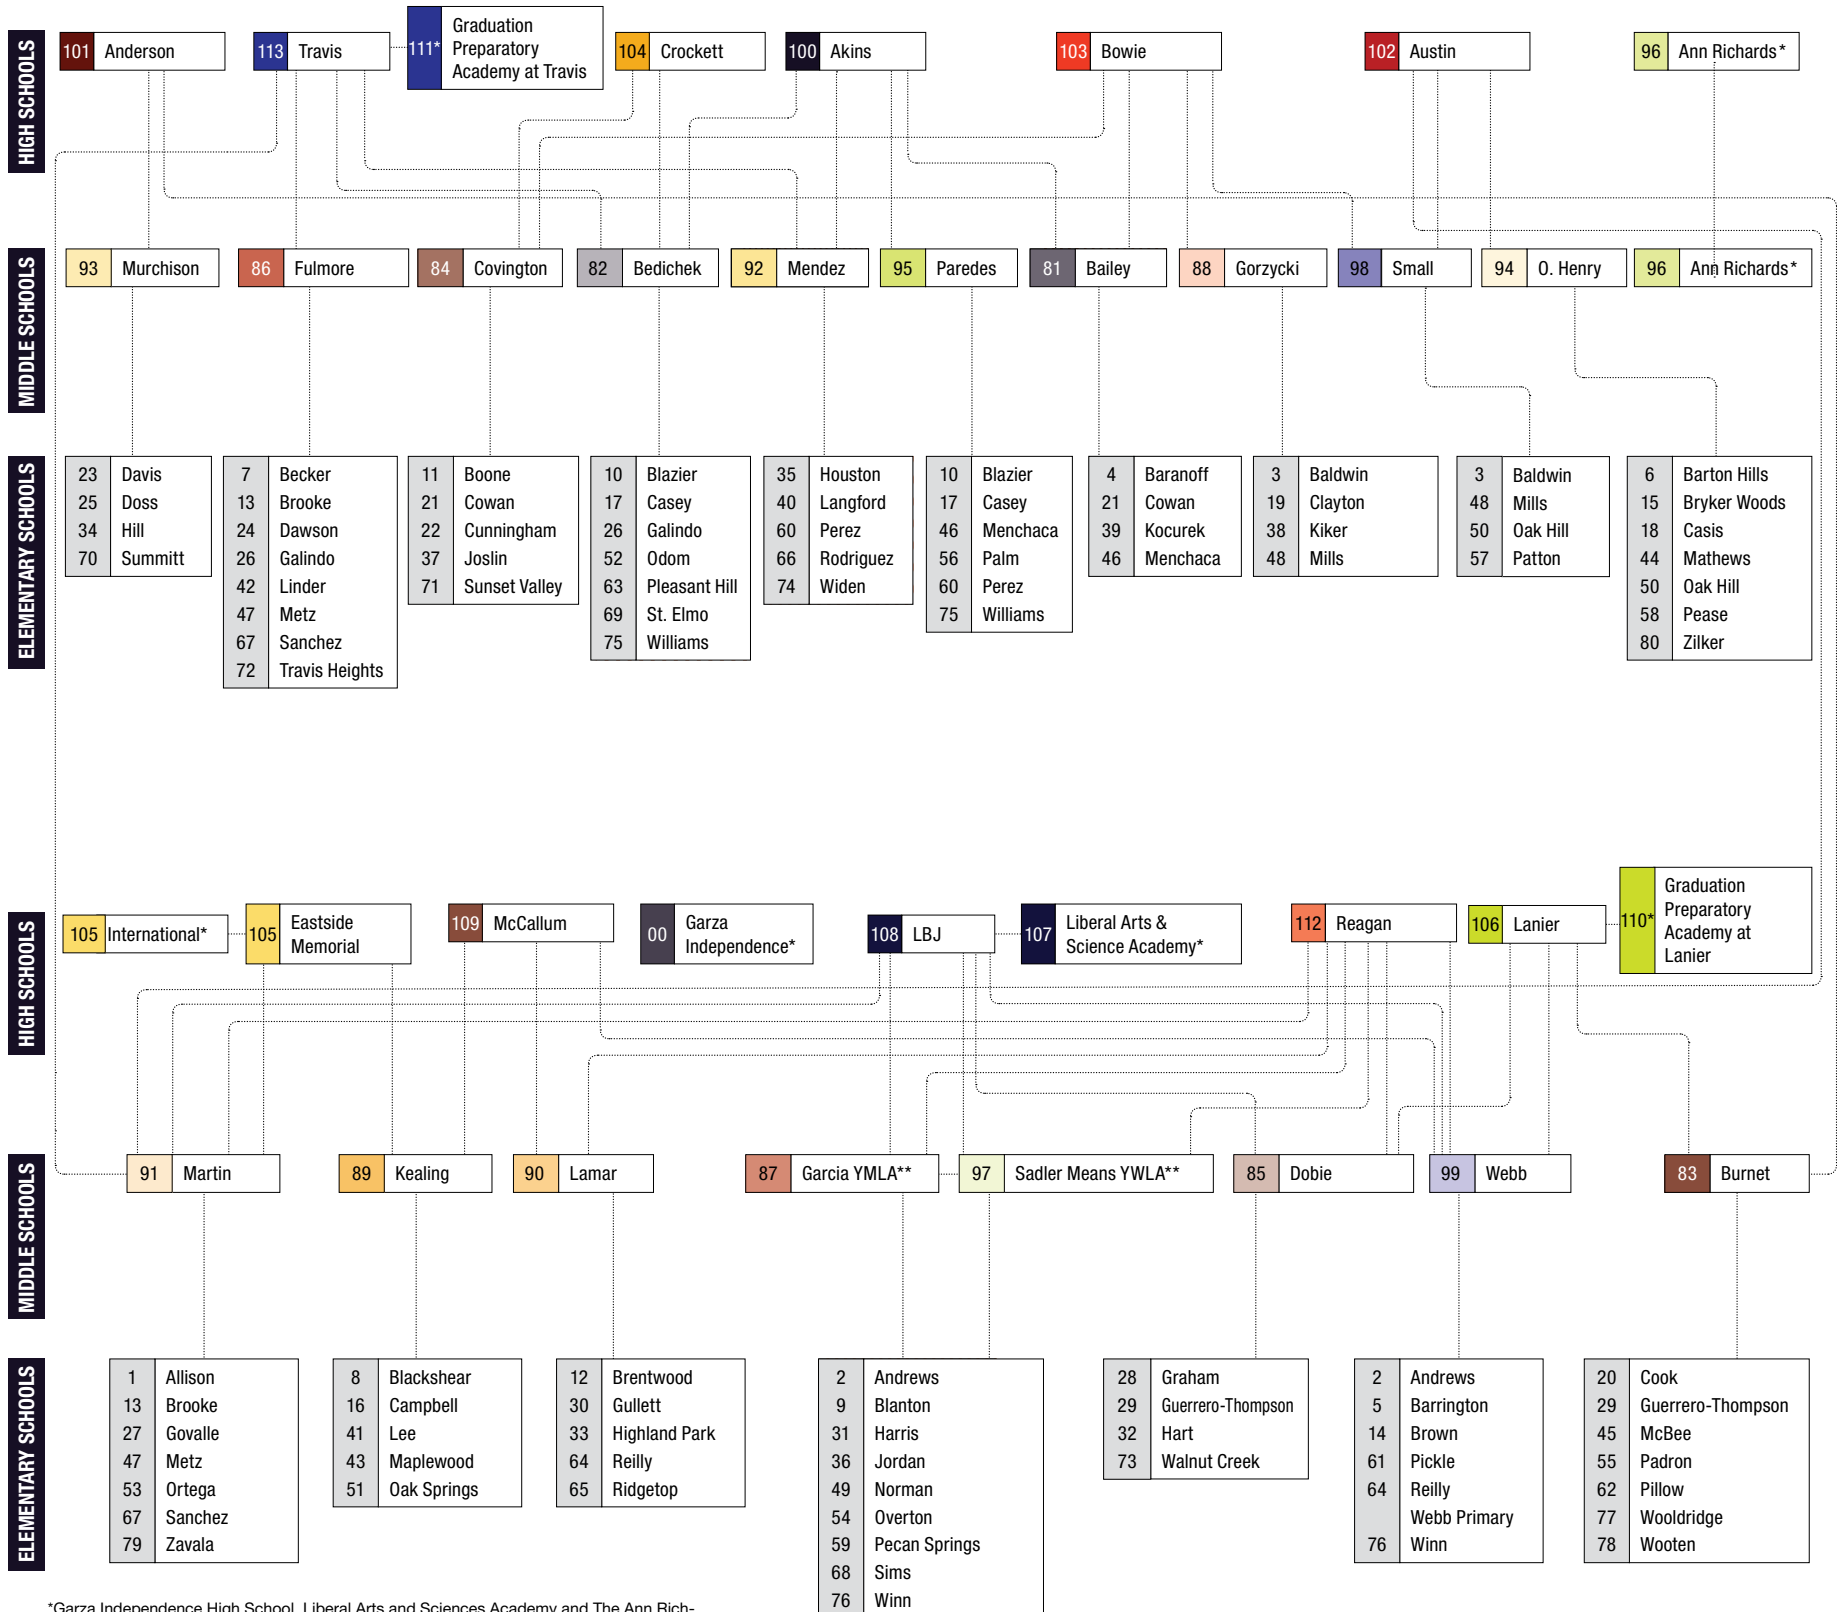 HIGH SCHOOLS
101 Anderson
113 Travis
111* Graduation
Preparatory
Academy at Travis
104 Crockett
100 Akins
103 Bowie
102 Austin
96 Ann Richards*
MIDDLE SCHOOLS
93 Murchison
86 Fulmore
84 Covington
82 Bedichek
92 Mendez
95 Paredes
81 Bailey
88 Gorzycki
98 Small
94 O. Henry
96 Ann Richards*
ELEMENTARY SCHOOLS
23 Davis
25 Doss
34 Hill
70 Summitt
7 Becker
13 Brooke
24 Dawson
26 Galindo
42 Linder
47 Metz
67 Sanchez
72 Travis Heights
11 Boone
21 Cowan
22 Cunningham
37 Joslin
71 Sunset Valley
10 Blazier
17 Casey
26 Galindo
52 Odom
63 Pleasant Hill
69 St. Elmo
75 Williams
35 Houston
40 Langford
60 Perez
66 Rodriguez
74 Widen
10 Blazier
17 Casey
46 Menchaca
56 Palm
60 Perez
75 Williams
4 Baranoff
21 Cowan
39 Kocurek
46 Menchaca
3 Baldwin
19 Clayton
38 Kiker
48 Mills
3 Baldwin
48 Mills
50 Oak Hill
57 Patton
6 Barton Hills
15 Bryker Woods
18 Casis
44 Mathews
50 Oak Hill
58 Pease
80 Zilker
HIGH SCHOOLS
105 International*
105 Eastside
Memorial
109 McCallum
00 Garza
Independence*
108 LBJ
107 Liberal Arts &
Science Academy*
112 Reagan
106 Lanier
110* Graduation
Preparatory
Academy at
Lanier
MIDDLE SCHOOLS
91 Martin
89 Kealing
90 Lamar
87 Garcia YMLA**
97 Sadler Means YWLA**
85 Dobie
99 Webb
83 Burnet
ELEMENTARY SCHOOLS
1 Allison
13 Brooke
27 Govalle
47 Metz
53 Ortega
67 Sanchez
79 Zavala
8 Blackshear
16 Campbell
41 Lee
43 Maplewood
51 Oak Springs
12 Brentwood
30 Gullett
33 Highland Park
64 Reilly
65 Ridgetop
2 Andrews
9 Blanton
31 Harris
36 Jordan
49 Norman
54 Overton
59 Pecan Springs
68 Sims
76 Winn
28 Graham
29 Guerrero-Thompson
32 Hart
73 Walnut Creek
2 Andrews
5 Barrington
14 Brown
61 Pickle
64 Reilly
Webb Primary
76 Winn
20 Cook
29 Guerrero-Thompson
45 McBee
55 Padron
62 Pillow
77 Wooldridge
78 Wooten
*Garza Independence High School, Liberal Arts and Sciences Academy and The Ann Rich-